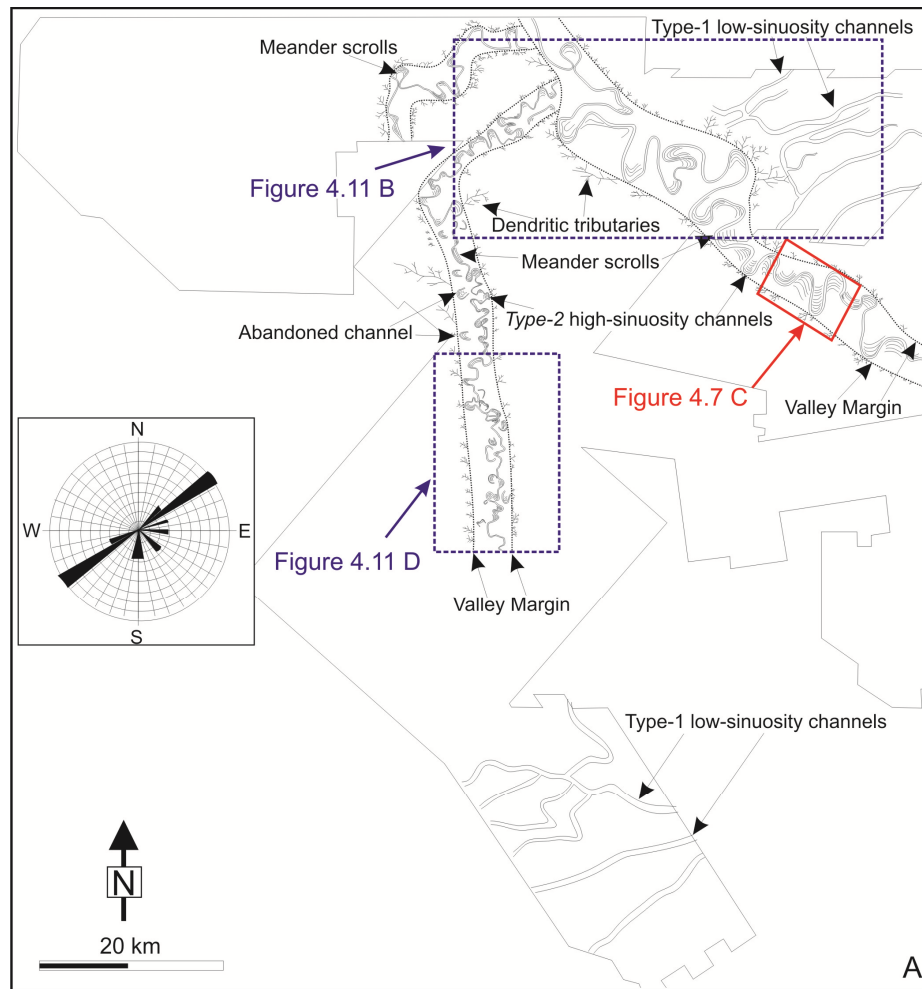 Type-1 low-sinuosity channels
Meander scrolls
Figure 4.11 B
Dendritic tributaries
Meander scrolls
Type-2 high-sinuosity channels
Abandoned channel
Figure 4.7 C
Valley Margin
N
W
E
S
Figure 4.11 D
Valley Margin
Type-1 low-sinuosity channels
N
20 km
A